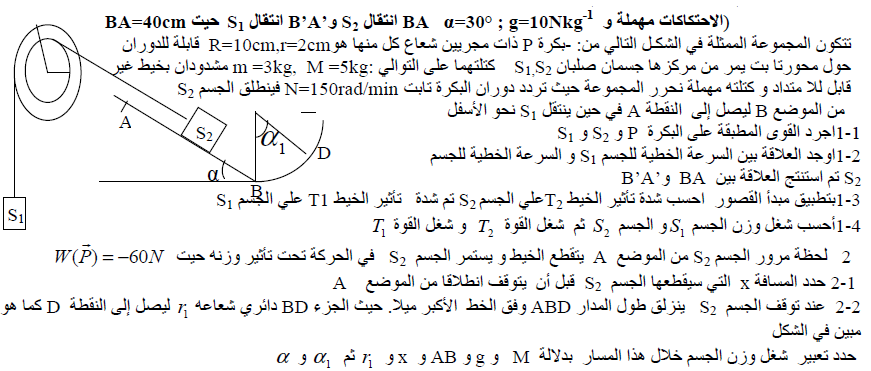 (الاحتكاكات مهملة و α=30° ; g=10Nkg-1 BA انتقال S2 و B’A’ انتقال S1 حيت BA=40cm
تتكون المجموعة الممثلة في الشكل التالي من: -بكرة P ذات مجريين شعاع كل منها هو R=10cm,r=2cm قابلة للدوران
حول محورتا بت يمر من مركزها جسمان صلبان S1,S2 كتلتهما على التوالي :m =3kg, M =5kg مشدودان بخيط غير
قابل للا متداد و كتلته مهملة نحرر المجموعة حيث تردد دوران البكرة تابت N=150rad/min فينطلق الجسم S2
من الموضع B ليصل إلى النقطة A في حين ينتقل S1 نحو الأسفل
1-1اجرد القوى المطبقة على البكرة P و S2 و S1
1-2اوجد العلاقة بين السرعة الخطية للجسم S1 و السرعة الخطية للجسم
S2 تم استنتج العلاقة بين BA و B’A’
1-3بتطبيق مبدأ القصور احسب شدة تأثير الخيط T2علي الجسم S2 تم شدة تأثير الخيط T1 علي الجسم S1
1-4أحسب شغل وزن الجسم S1 و الجسم S2 ثم شغل القوة T2 و شغل القوة T1
2 لحظة مرور الجسم S2 من الموضع A يتقطع الخيط و يستمر الجسم S2 في الحركة تحت تأثير وزنه حيت W(P) = −60N
2-1 حدد المسافة x التي سيقطعها الجسم S2 قبل أن يتوقف انطلاقا من الموضع A
2-2 عند توقف الجسم S2 ينزلق طول المدار ABD وفق الخط الأكبر ميلا. حيث الجزء BD دائري شعاعه r1 ليصل إلى النقطة D كما هو
مبين في الشكل
حدد تعبير شغل وزن الجسم خلال هذا المسار بدلالة M و g و AB و x و r1 ثم α1 و α
A
S2
α1
D
α
B
S1